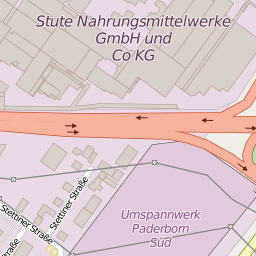 Stute Nahrungsmittelwerke
GmbH und
Co KG
Umspannwerk
Paderborn
Süd
Stettiner Straße
Stettiner Straße